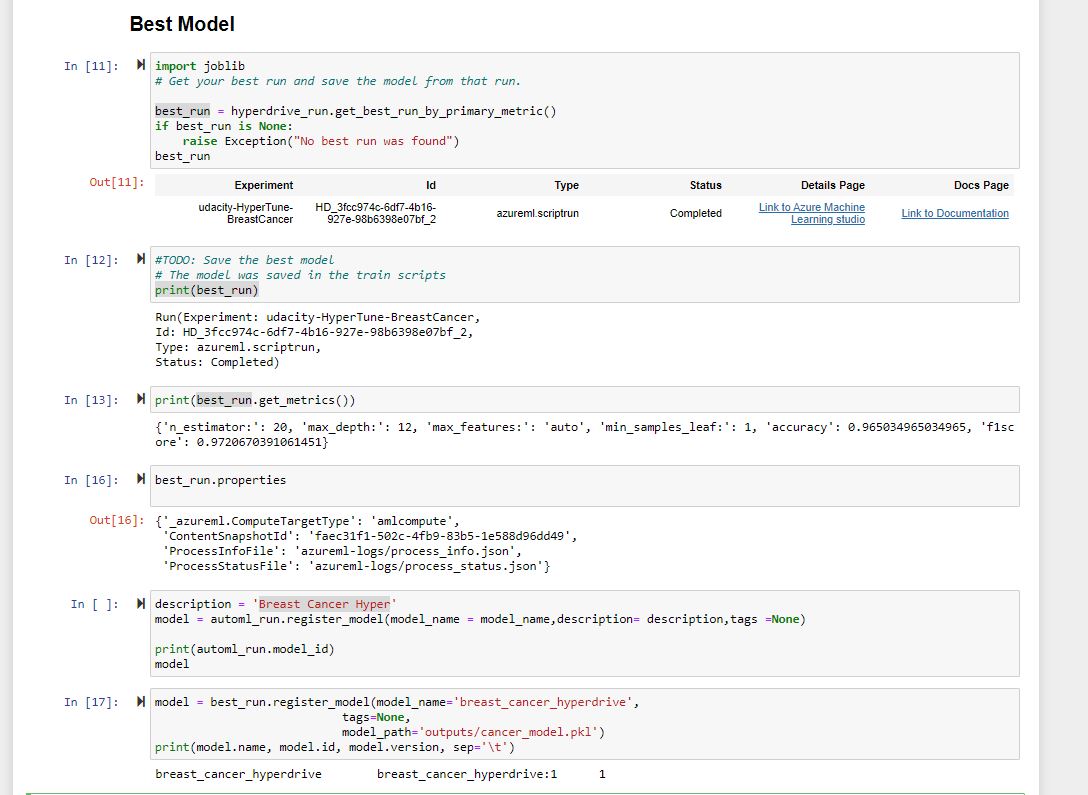 Best Model
In [11]:
import joblib
# Get your best run and save the model from that run.
best_run = hyperdrive_run.get_best_run_by_primary_metric()
if best_run is None:
    raise Exception("No best run was found")
best_run
Out[11]:
Experiment Id Type Status Details Page Docs Page
udacity-HyperTune- HD_3fcc974c-6df7-4b16- azureml.scriptrun Completed Link to Azure Machine Link to Documentation
BreastCancer 927e-98b6398e07bf_2 Learning studio
In [12]:
#TODO: Save the best model
# The model was saved in the train scripts
print(best_run)
Run(Experiment: udacity-HyperTune-BreastCancer,
Id: HD_3fcc974c-6df7-4b16-927e-98b6398e07bf_2,
Type: azureml.scriptrun,
Status: Completed)
In [13]:
print(best_run.get_metrics())
{'n_estimator:': 20, 'max_depth:': 12, 'max_features:': 'auto', 'min_samples_leaf:': 1, 'accuracy': 0.965034965034965, 'f1sc
ore': 0.9720670391061451}
In [16]:
best_run.properties
Out[16]:
{'_azureml.ComputeTargetType': 'amlcompute',
 'ContentSnapshotId': 'faec31f1-502c-4fb9-83b5-1e588d96dd49',
 'ProcessInfoFile': 'azureml-logs/process_info.json',
 'ProcessStatusFile': 'azureml-logs/process_status.json'}
In [ ]:
description = 'Breast Cancer Hyper'
model = automl_run.register_model(model_name = model_name,description= description,tags =None)
print(automl_run.model_id)
model
In [17]:
model = best_run.register_model(model_name='breast_cancer_hyperdrive',
                            tags=None,
                            model_path='outputs/cancer_model.pkl')
print(model.name, model.id, model.version, sep='\t')
breast_cancer_hyperdrive	breast_cancer_hyperdrive:1	1